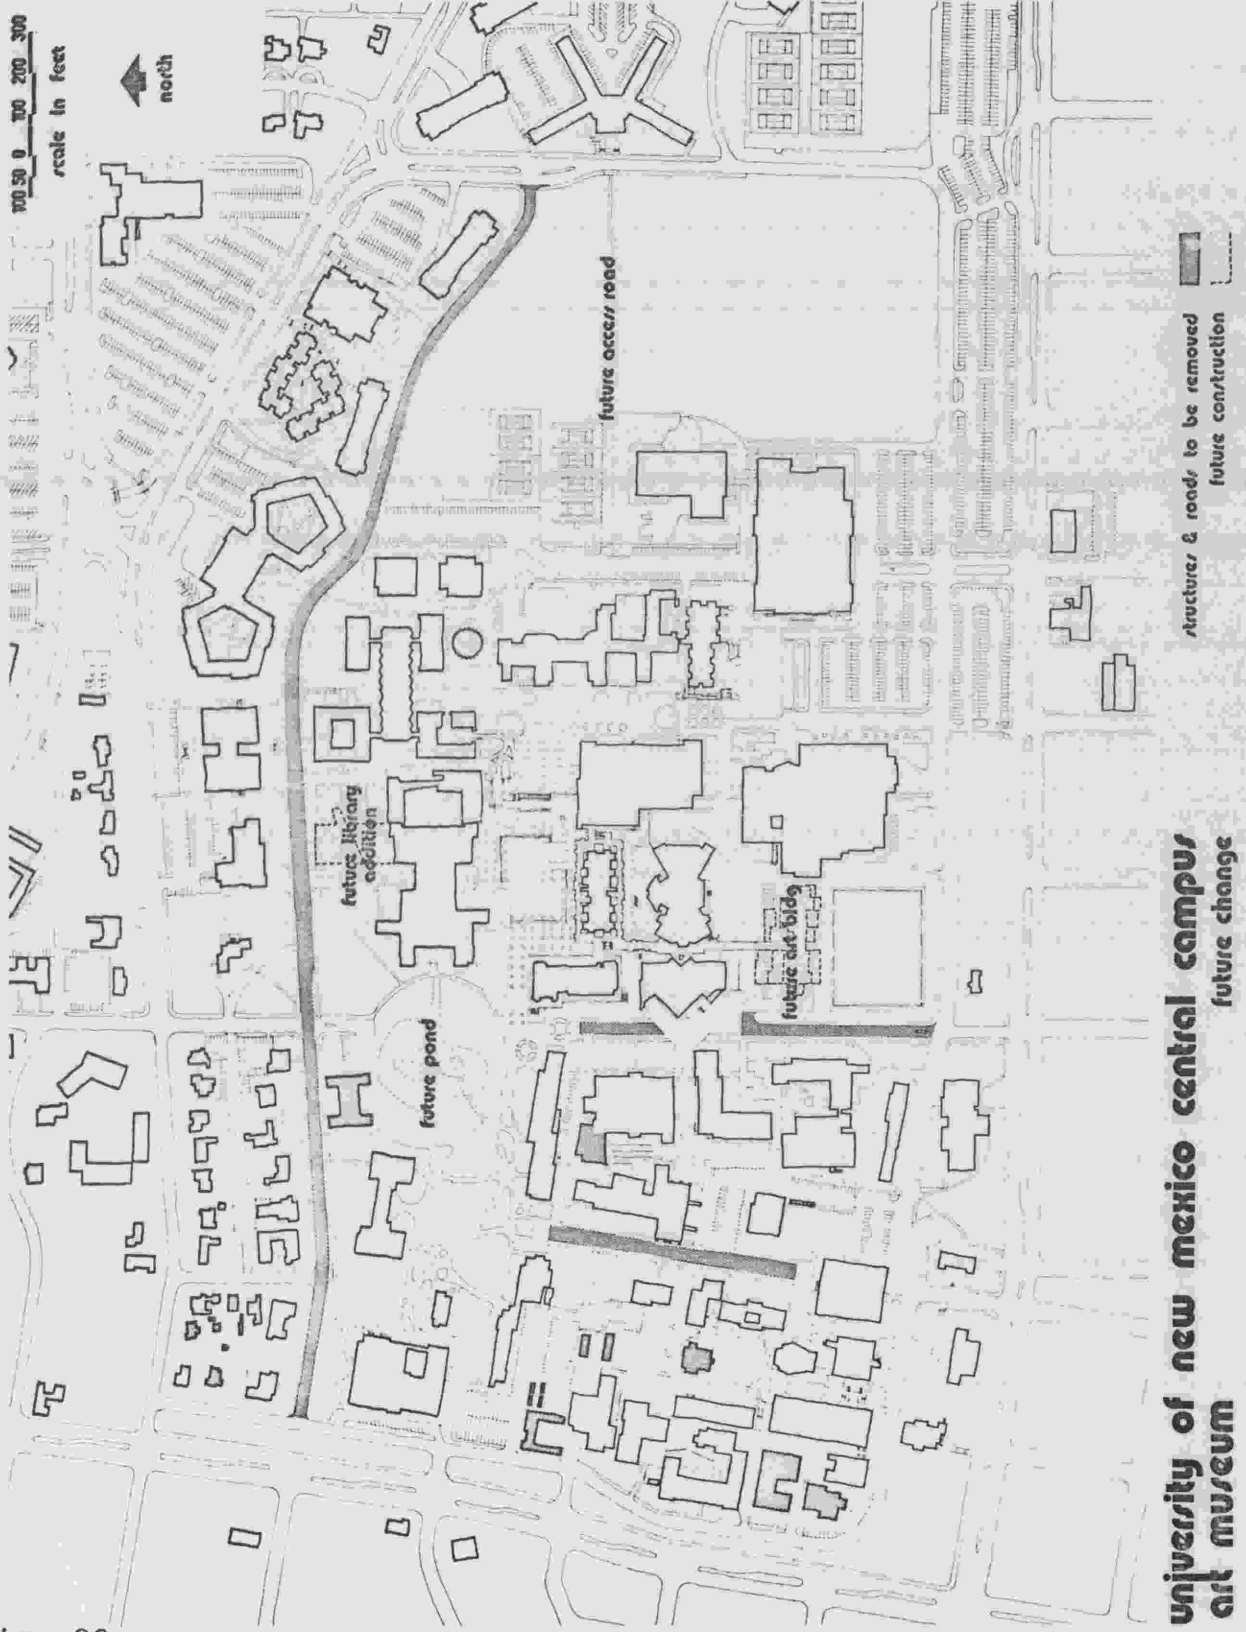 100 50 0 100 200 300
scale in feet
north
future library
addition
future access road
future pond
future art bldg
structures & roads to be removed
future construction
university of new mexico central campus
art museum
future change